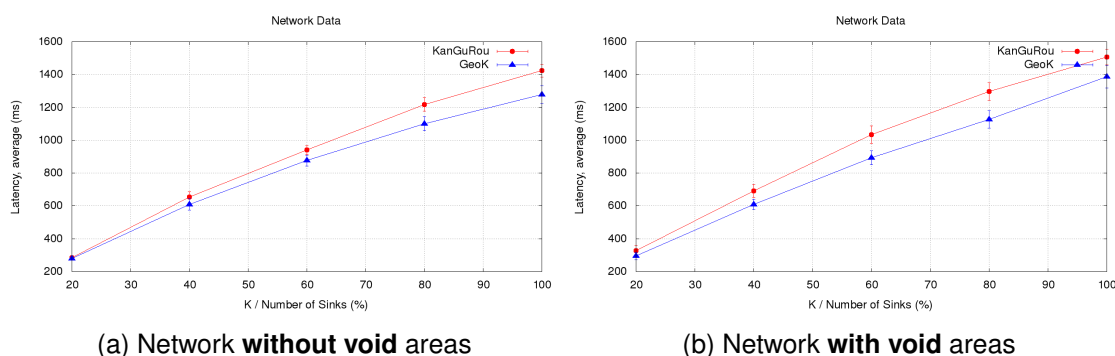 Network Data
1600
1400
1200
1000
800
600
400
200
Latency, average (ms)
KanGuRou
GeoK
20 30 40 50 60 70 80 90 100
K / Number of Sinks (%)
(a) Network without void areas
Network Data
1600
1400
1200
1000
800
600
400
200
Latency, average (ms)
KanGuRou
GeoK
20 30 40 50 60 70 80 90 100
K / Number of Sinks (%)
(b) Network with void areas